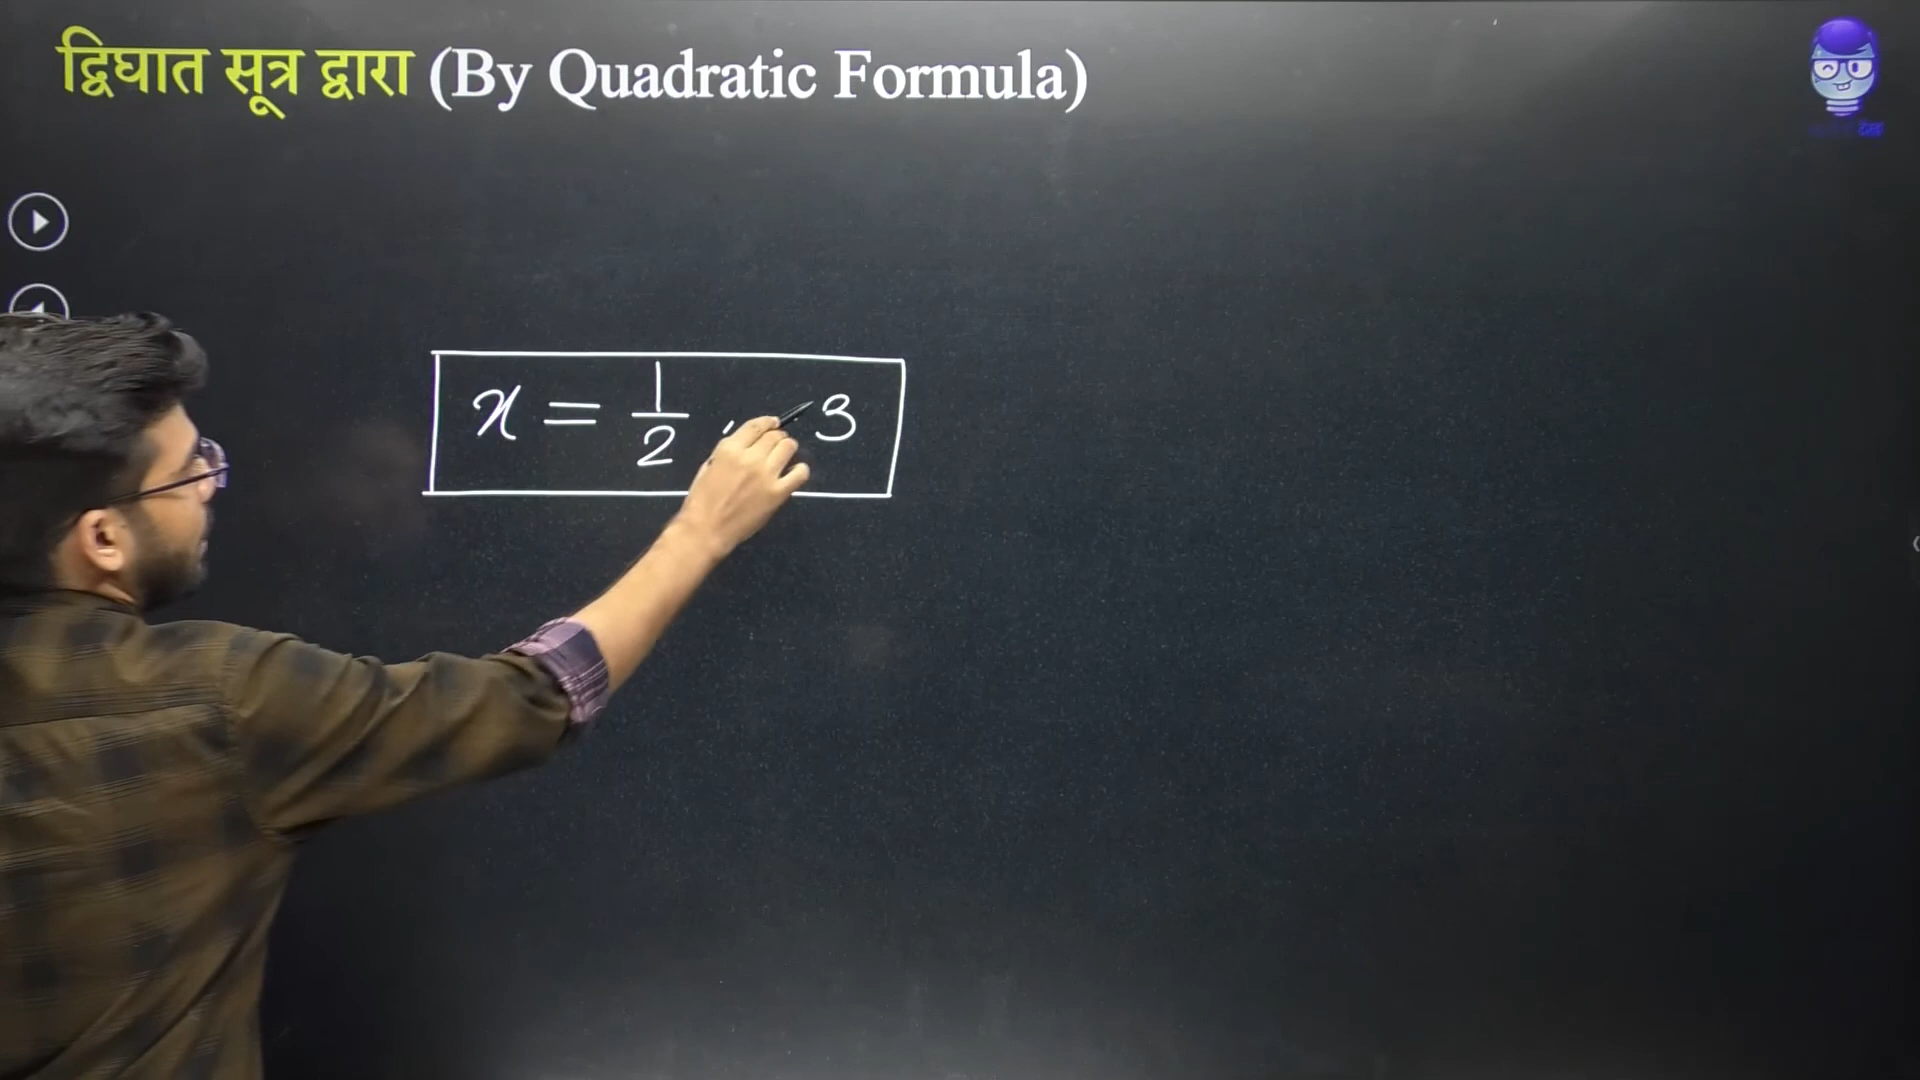 द्विघात सूत्र द्वारा (By Quadratic Formula)
x = 1/2 , 3